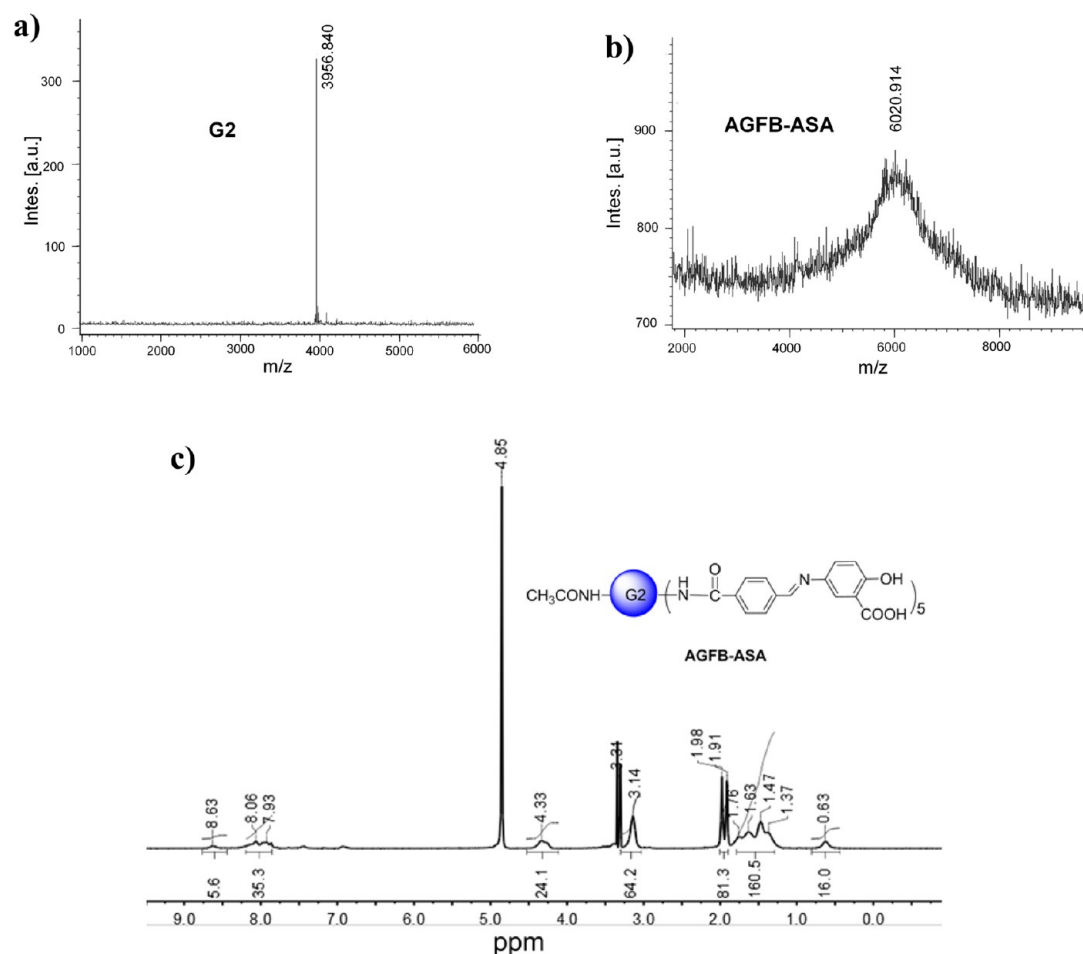 a)
3956.840
G2
Intes. [a.u.]
300
200
100
0
1000
2000
3000
4000
5000
6000
m/z
b)
6020.914
AGFB-ASA
Intes. [a.u.]
900
800
700
2000
4000
6000
8000
m/z
c)
4.85
8.63
8.06
7.93
4.33
3.31
3.14
1.98
1.91
1.76
1.63
1.47
1.37
0.63
CH3CONH
G2
H
N
O
N
OH
COOH
5
AGFB-ASA
5.6
35.3
24.1
64.2
81.3
160.5
16.0
9.0
8.0
7.0
6.0
5.0
4.0
3.0
2.0
1.0
0.0
ppm